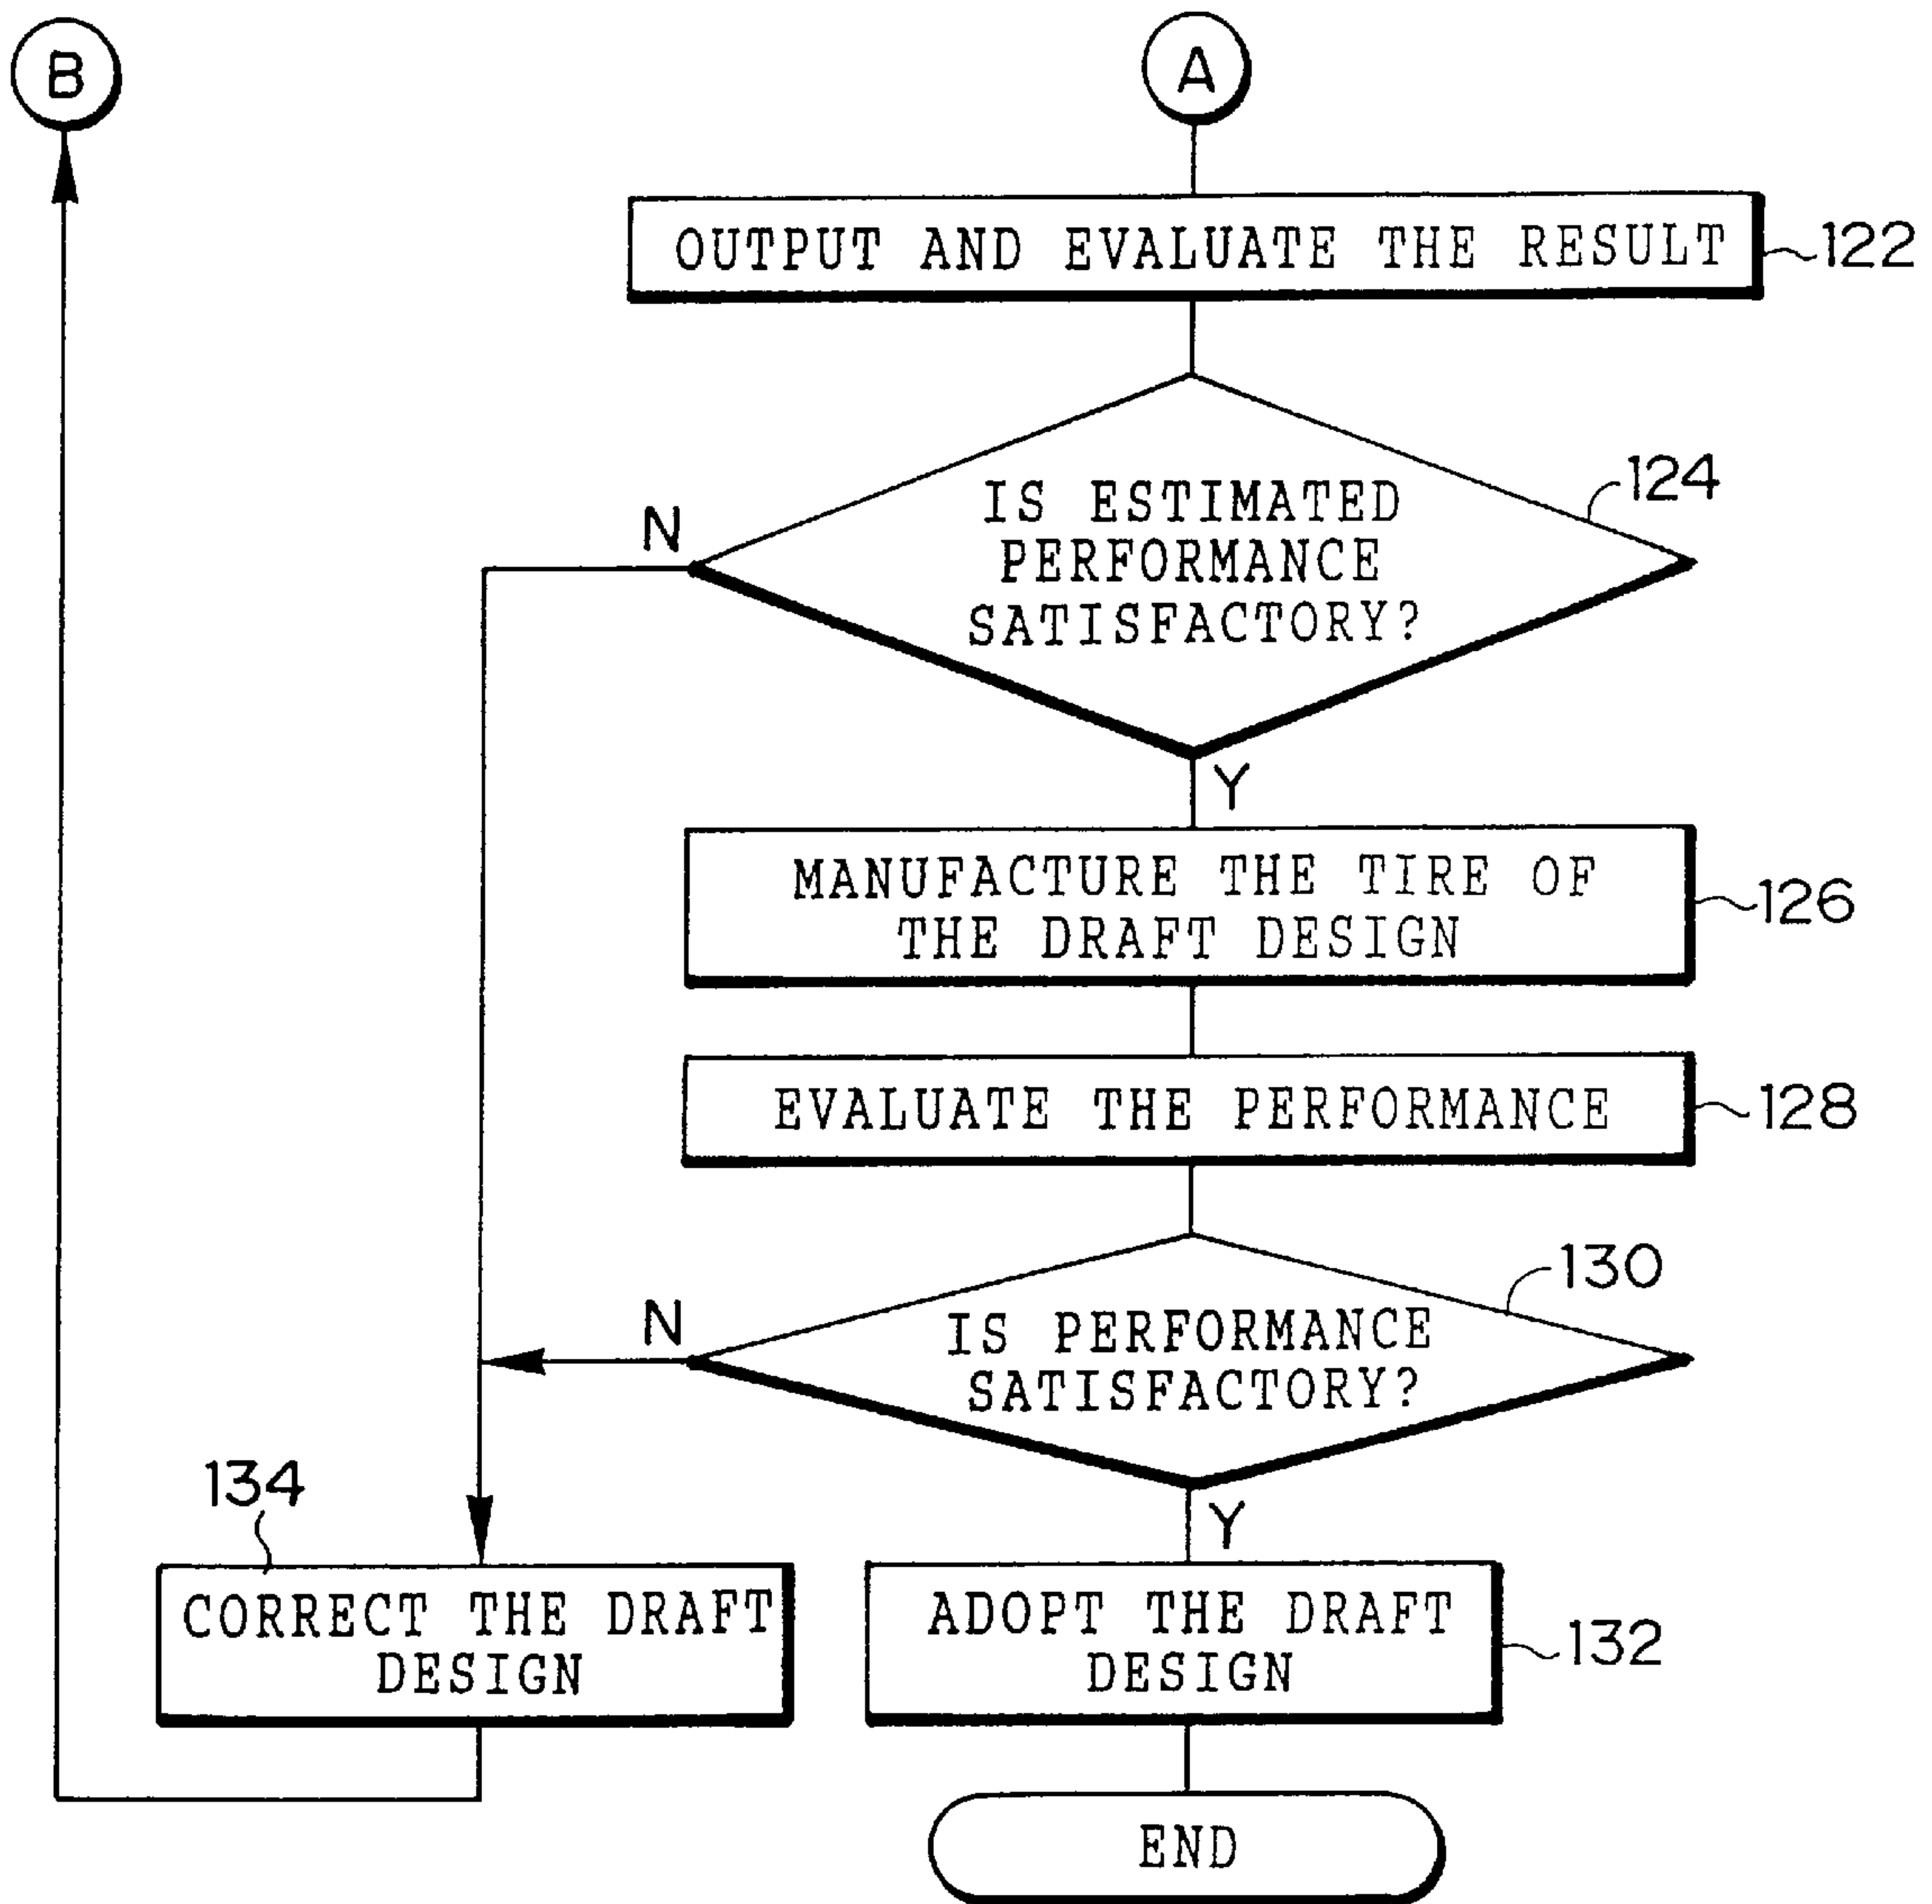 B
A
OUTPUT AND EVALUATE THE RESULT
122
124
N
IS ESTIMATED
PERFORMANCE
SATISFACTORY?
Y
MANUFACTURE THE TIRE OF
THE DRAFT DESIGN
126
EVALUATE THE PERFORMANCE
128
130
N
IS PERFORMANCE
SATISFACTORY?
Y
134
CORRECT THE DRAFT
DESIGN
ADOPT THE DRAFT
DESIGN
132
END